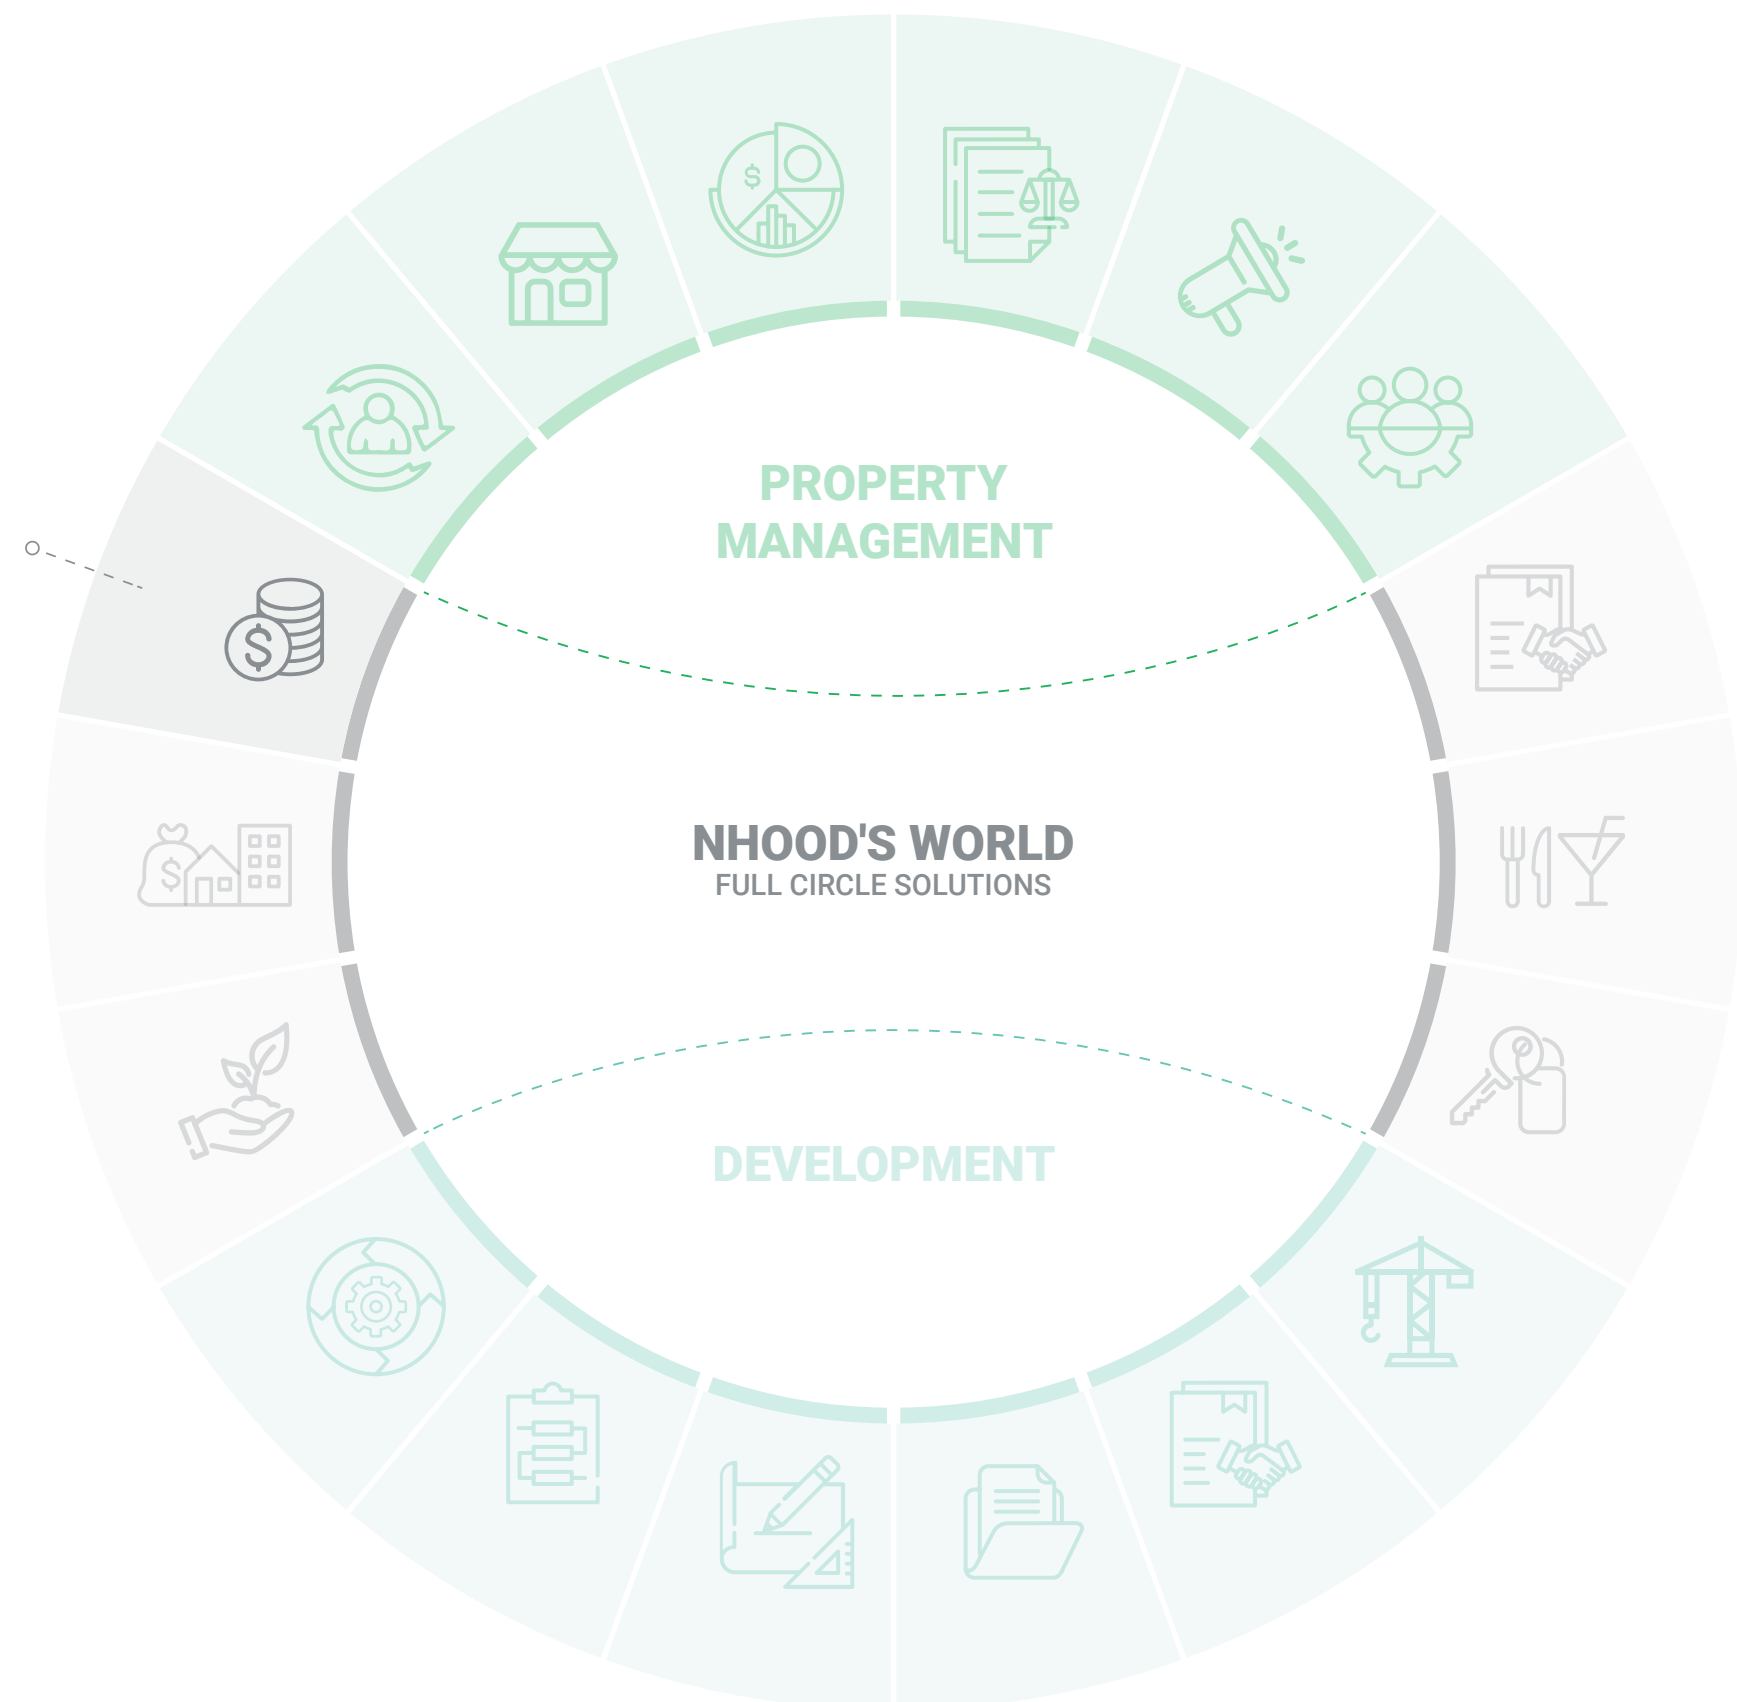 PROPERTY
MANAGEMENT
NHOOD'S WORLD
FULL CIRCLE SOLUTIONS
DEVELOPMENT